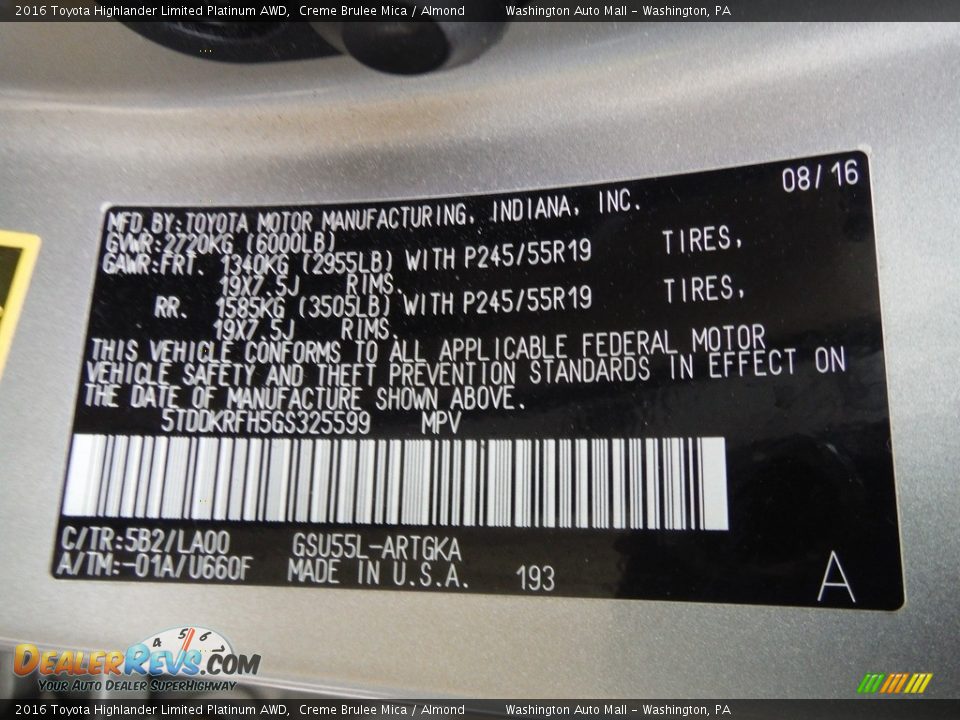 2016 Toyota Highlander Limited Platinum AWD, Creme Brulee Mica / Almond Washington Auto Mall - Washington, PA
08/16
MFD.BY:TOYOTA MOTOR MANUFACTURING, INDIANA, INC.
GVWR:2720KG (6000LB)
GAWR:FRT. 1340KG (2955LB) WITH P245/55R19 TIRES,
19X7.5J RIMS.
RR. 1585KG (3505LB) WITH P245/55R19 TIRES,
19X7.5J RIMS.
THIS VEHICLE CONFORMS TO ALL APPLICABLE FEDERAL MOTOR
VEHICLE SAFETY AND THEFT PREVENTION STANDARDS IN EFFECT ON
THE DATE OF MANUFACTURE SHOWN ABOVE.
5TDDKRFH5GS325599 MPV
C/TR:5B2/LA00 GSU55L-ARTGKA
A/TM:-01A/U660F MADE IN U.S.A. 193
A
4 5 6
DealerRevs.com
Your Auto Dealer SuperHighway
2016 Toyota Highlander Limited Platinum AWD, Creme Brulee Mica / Almond Washington Auto Mall - Washington, PA